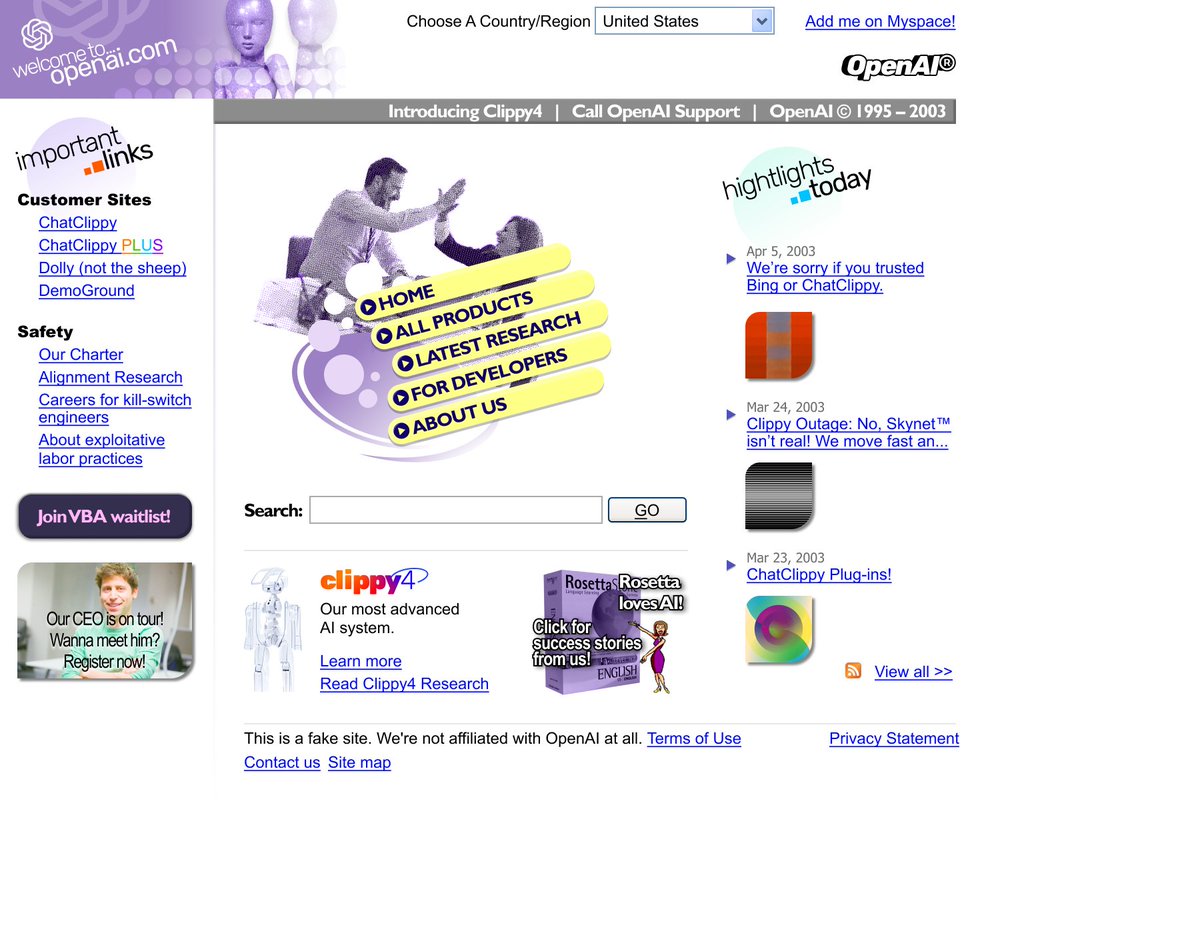 welcome to...
openai.com
Choose A Country/Region United States
Add me on Myspace!
OpenAI®
Introducing Clippy4 | Call OpenAI Support | OpenAI © 1995 – 2003
important
links
Customer Sites
ChatClippy
ChatClippy PLUS
Dolly (not the sheep)
DemoGround
Safety
Our Charter
Alignment Research
Careers for kill-switch
engineers
About exploitative
labor practices
Join VBA waitlist!
Our CEO is on tour!
Wanna meet him?
Register now!
HOME
ALL PRODUCTS
LATEST RESEARCH
FOR DEVELOPERS
ABOUT US
Search:
GO
clippy4
Our most advanced
AI system.
Learn more
Read Clippy4 Research
Rosetta
Rosetta
loves AI!
Click for
success stories
from us!
ENGLISH
hightlights
today
Apr 5, 2003
We're sorry if you trusted
Bing or ChatClippy.
Mar 24, 2003
Clippy Outage: No, Skynet™
isn't real! We move fast an...
Mar 23, 2003
ChatClippy Plug-ins!
View all >>
This is a fake site. We're not affiliated with OpenAI at all. Terms of Use
Privacy Statement
Contact us Site map